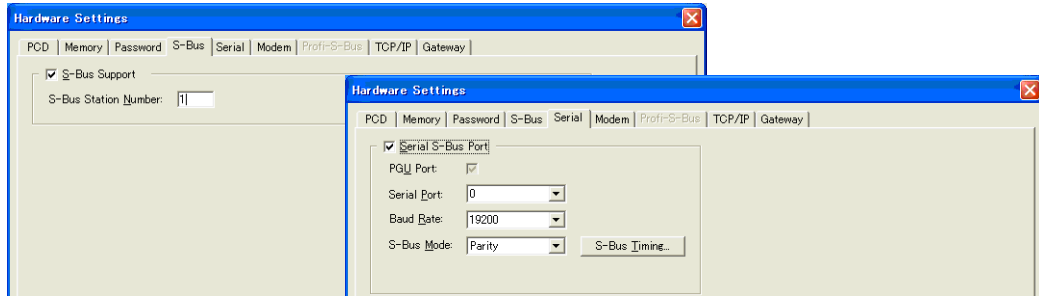 Hardware Settings
PCD Memory Password S-Bus Serial Modem Profi-S-Bus TCP/IP Gateway
S-Bus Support
S-Bus Station Number: 1
Hardware Settings
PCD Memory Password S-Bus Serial Modem Profi-S-Bus TCP/IP Gateway
Serial S-Bus Port
PGU Port:
Serial Port: 0
Baud Rate: 19200
S-Bus Mode: Parity S-Bus Timing...